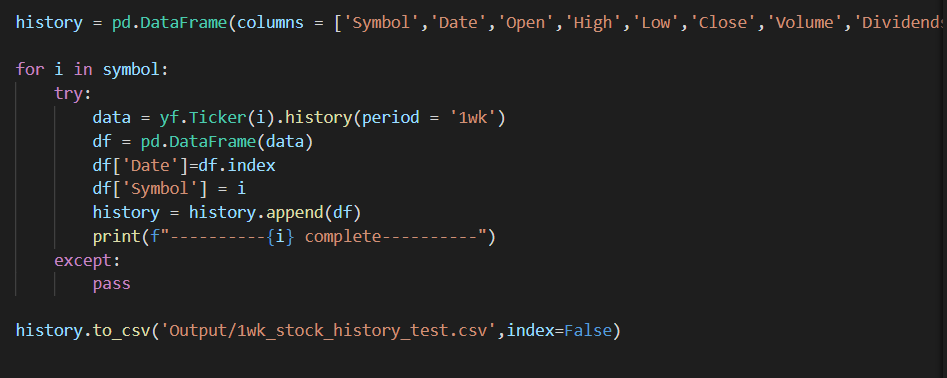 history = pd.DataFrame(columns = ['Symbol','Date','Open','High','Low','Close','Volume','Dividends
for i in symbol:
    try:
        data = yf.Ticker(i).history(period = '1wk')
        df = pd.DataFrame(data)
        df['Date']=df.index
        df['Symbol'] = i
        history = history.append(df)
        print(f"----------{i} complete----------")
    except:
        pass
history.to_csv('Output/1wk_stock_history_test.csv',index=False)